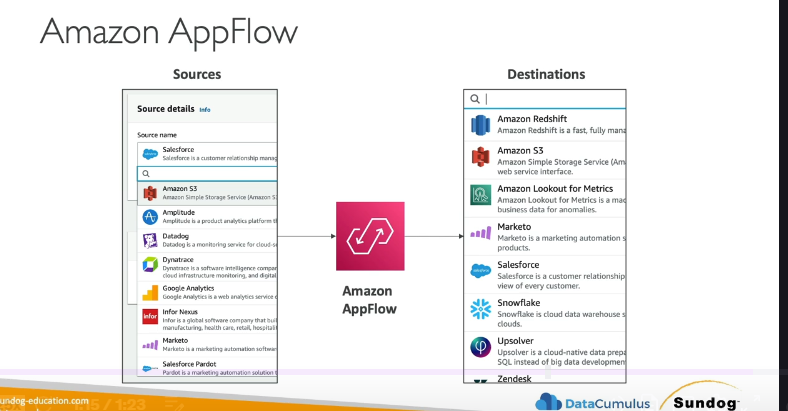 Amazon AppFlow
Sources
Source details Info
Source name
Salesforce
Salesforce is a customer relationship manag
Amazon S3
Amazon Simple Storage Service (Amazon S3
Amplitude
Amplitude is a product analytics platform th
Datadog
Datadog is a monitoring service for cloud-s
Dynatrace
Dynatrace is a software intelligence compan
cloud infrastructure monitoring, and digital
Google Analytics
Google Analytics is a web analytics service o
Infor Nexus
Infor is a global software company that buil
manufacturing, health care, retail, hospitali
Marketo
Marketo is a marketing automation softwar
Salesforce Pardot
Pardot is a marketing automation solution b
Amazon
AppFlow
Destinations
Amazon Redshift
Amazon Redshift is a fast, fully mana
Amazon S3
Amazon Simple Storage Service (Am
web service interface.
Amazon Lookout for Metrics
Amazon Lookout for Metrics is a mac
business data for anomalies.
Marketo
Marketo is a marketing automation s
products.
Salesforce
Salesforce is a customer relationship
view of every customer.
Snowflake
Snowflake is cloud data warehouse s
clouds.
Upsolver
Upsolver is a cloud-native data prepa
SQL instead of big data developmen
Zendesk
undog-education.com
/ 1:23
DataCumulus
Sundog